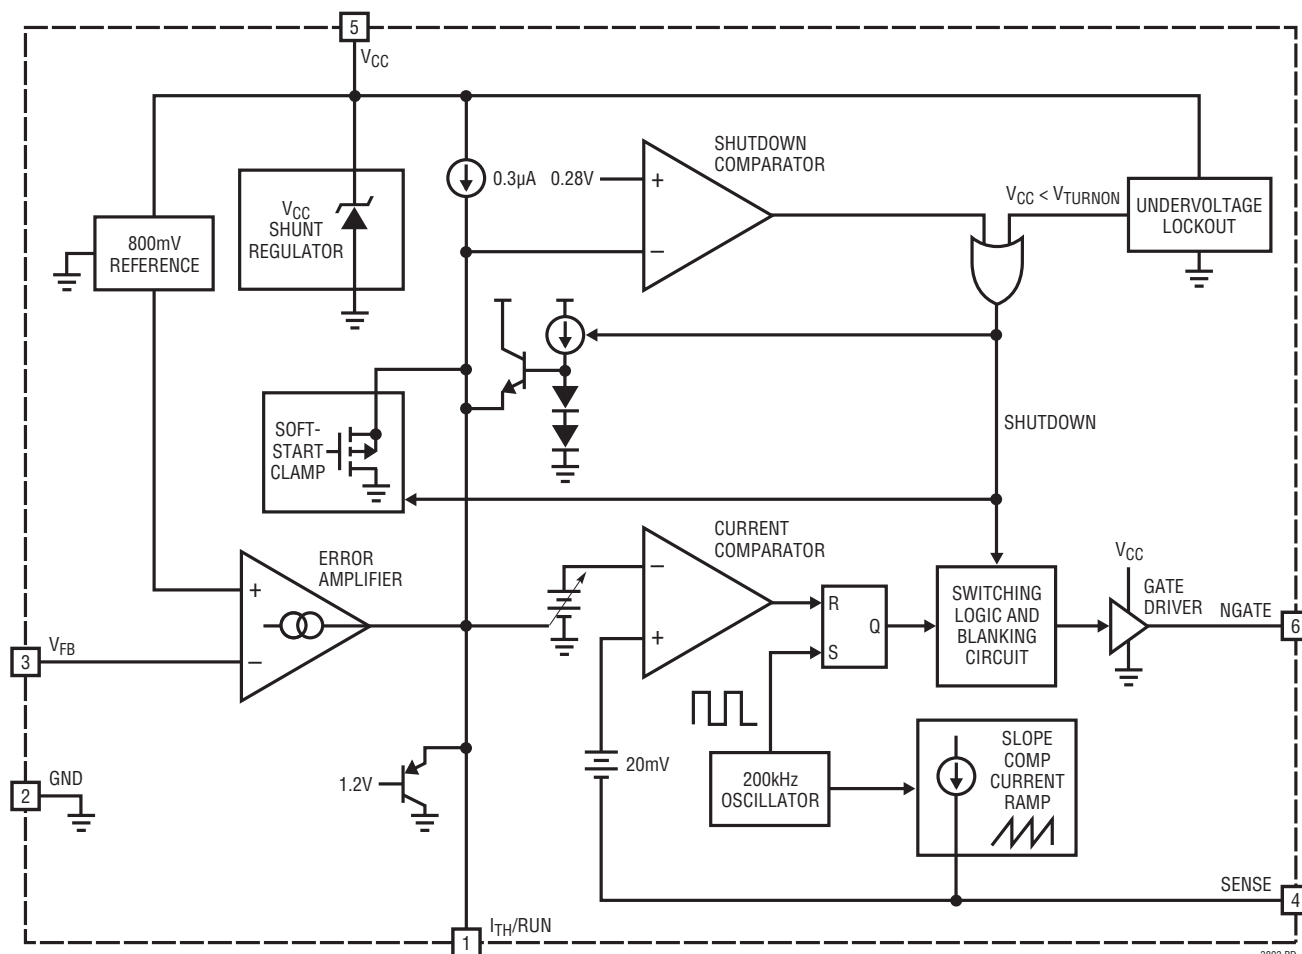 5
VCC
SHUTDOWN
COMPARATOR
0.3µA
0.28V
+
−
VCC < VTURNON
UNDERVOLTAGE
LOCKOUT
VCC
SHUNT
REGULATOR
800mV
REFERENCE
SOFT-
START
CLAMP
SHUTDOWN
ERROR
AMPLIFIER
+
−
CURRENT
COMPARATOR
−
+
R
S
Q
SWITCHING
LOGIC AND
BLANKING
CIRCUIT
VCC
GATE
DRIVER
NGATE
6
3
VFB
2
GND
1.2V
20mV
200kHz
OSCILLATOR
SLOPE
COMP
CURRENT
RAMP
SENSE
4
ITH/RUN
1